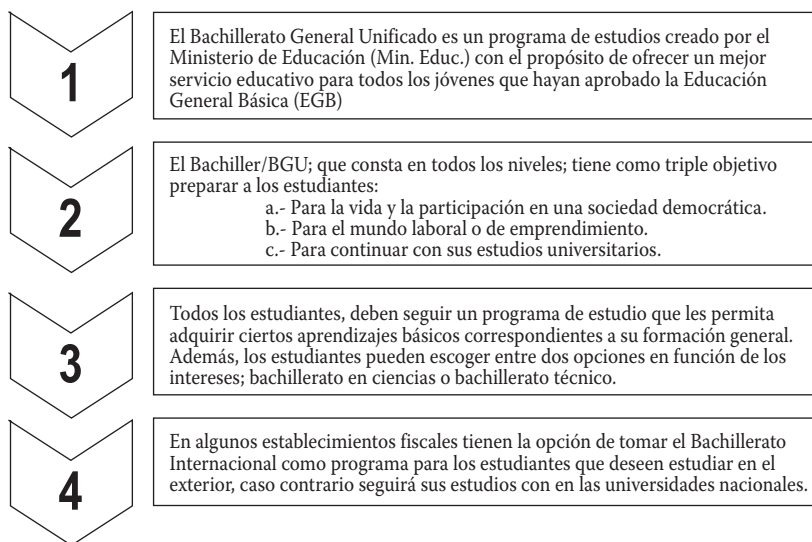 1
El Bachillerato General Unificado es un programa de estudios creado por el
Ministerio de Educación (Min. Educ.) con el propósito de ofrecer un mejor
servicio educativo para todos los jóvenes que hayan aprobado la Educación
General Básica (EGB)
2
El Bachiller/BGU; que consta en todos los niveles; tiene como triple objetivo
preparar a los estudiantes:
a.- Para la vida y la participación en una sociedad democrática.
b.- Para el mundo laboral o de emprendimiento.
c.- Para continuar con sus estudios universitarios.
3
Todos los estudiantes, deben seguir un programa de estudio que les permita
adquirir ciertos aprendizajes básicos correspondientes a su formación general.
Además, los estudiantes pueden escoger entre dos opciones en función de los
intereses; bachillerato en ciencias o bachillerato técnico.
4
En algunos establecimientos fiscales tienen la opción de tomar el Bachillerato
Internacional como programa para los estudiantes que deseen estudiar en el
exterior, caso contrario seguirá sus estudios con en las universidades nacionales.